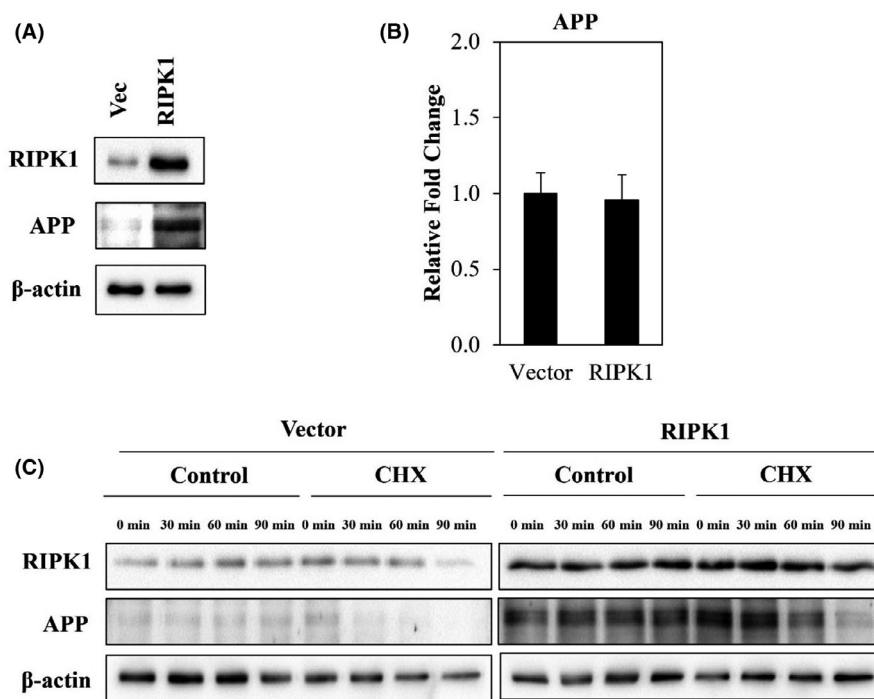 (A)
Vec RIPK1
RIPK1
APP
β-actin
(B)
APP
Relative Fold Change
2.0
1.5
1.0
0.5
0.0
Vector RIPK1
(C)
Vector RIPK1
Control CHX Control CHX
0 min 30 min 60 min 90 min 0 min 30 min 60 min 90 min 0 min 30 min 60 min 90 min 0 min 30 min 60 min 90 min
RIPK1
APP
β-actin